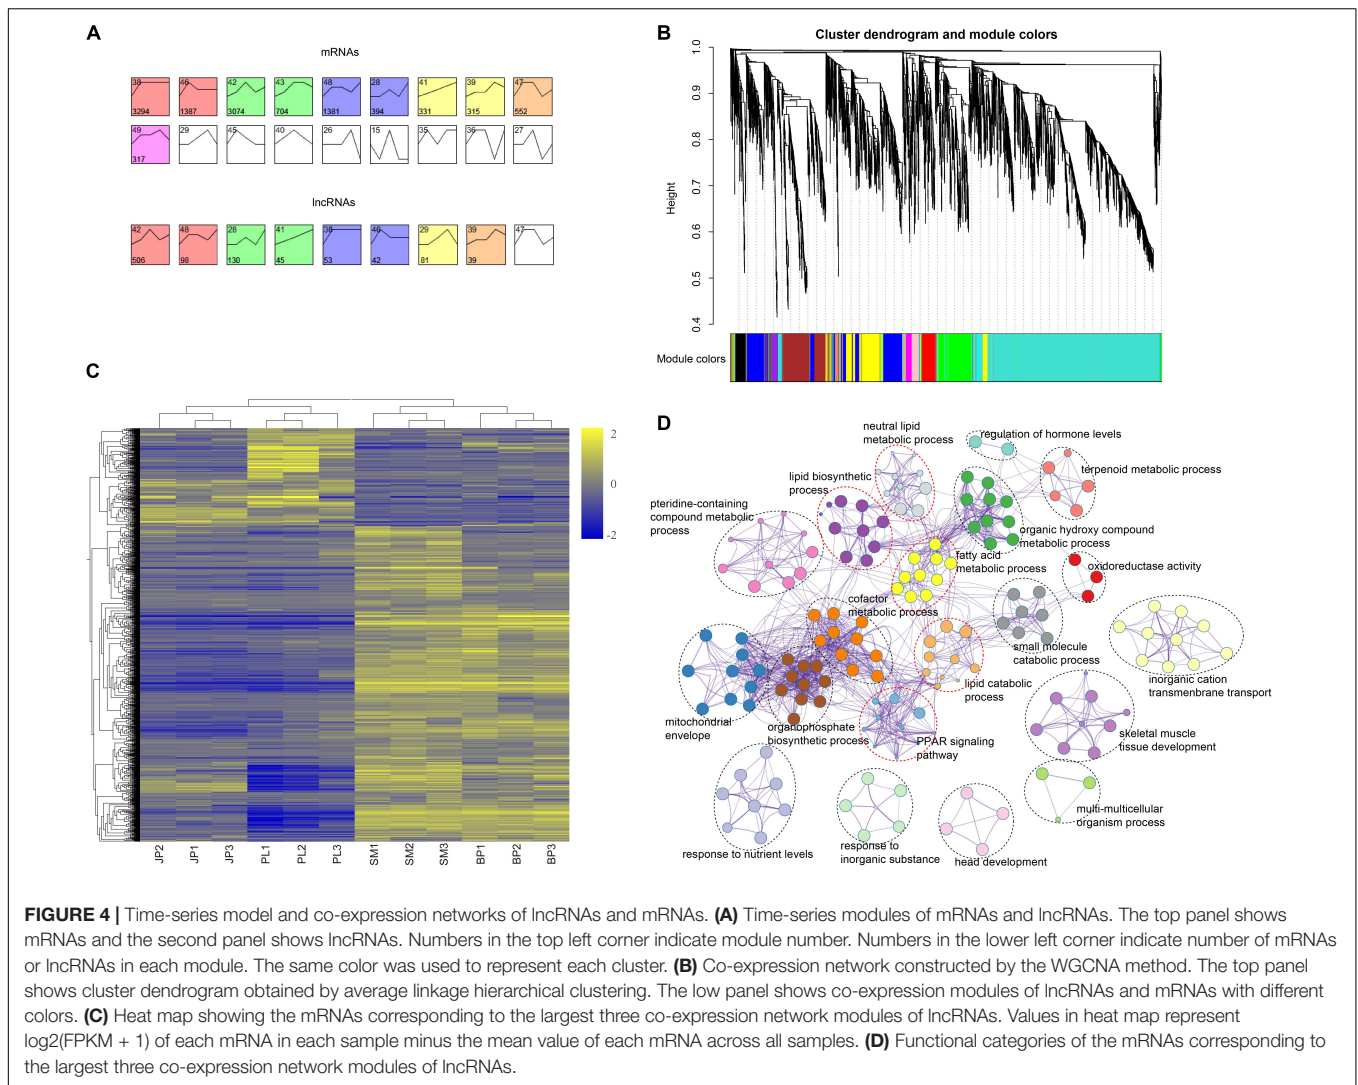 A
mRNAs
38 46 42 43 48 28 41 39 47
3294 1387 3074 704 1381 394 331 315 552
49 29 45 40 26 15 35 36 27
317
lncRNAs
42 48 28 41 38 46 29 39 47
506 98 130 45 53 42 81 39
B
Cluster dendrogram and module colors
Height
1.0
0.9
0.8
0.7
0.6
0.5
0.4
Module colors
C
2
0
-2
JP2 JP1 JP3 PL1 PL2 PL3 SM1 SM2 SM3 BP1 BP2 BP3
D
neutral lipid
metabolic process
regulation of hormone levels
terpenoid metabolic process
lipid biosynthetic
process
pteridine-containing
compound metabolic
process
organic hydroxy compound
metabolic process
fatty acid
metabolic process
oxidoreductase activity
cofactor
metabolic process
small molecule
catabolic process
inorganic cation
transmenbrane transport
lipid catabolic
process
mitochondrial
envelope
organophosphate
biosynthetic process
PPAR signaling
pathway
skeletal muscle
tissue development
multi-multicellular
organism process
response to nutrient levels
response to
inorganic substance
head development
FIGURE 4 | Time-series model and co-expression networks of lncRNAs and mRNAs. (A) Time-series modules of mRNAs and lncRNAs. The top panel shows
mRNAs and the second panel shows lncRNAs. Numbers in the top left corner indicate module number. Numbers in the lower left corner indicate number of mRNAs
or lncRNAs in each module. The same color was used to represent each cluster. (B) Co-expression network constructed by the WGCNA method. The top panel
shows cluster dendrogram obtained by average linkage hierarchical clustering. The low panel shows co-expression modules of lncRNAs and mRNAs with different
colors. (C) Heat map showing the mRNAs corresponding to the largest three co-expression network modules of lncRNAs. Values in heat map represent
log2(FPKM + 1) of each mRNA in each sample minus the mean value of each mRNA across all samples. (D) Functional categories of the mRNAs corresponding to
the largest three co-expression network modules of lncRNAs.